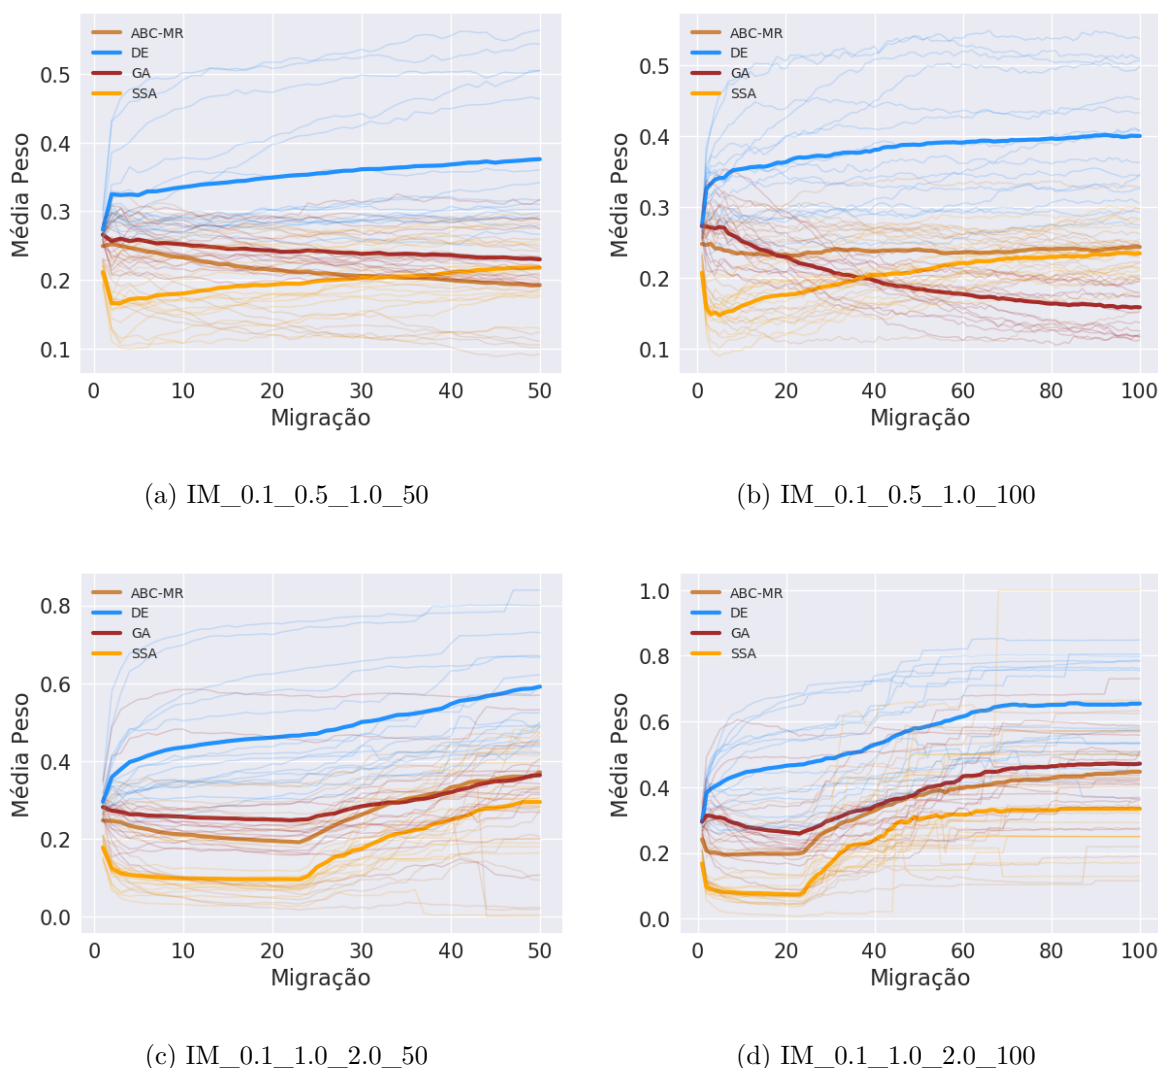 ABC-MR
DE
GA
SSA
0.5
0.4
0.3
0.2
0.1
Média Peso
0 10 20 30 40 50
Migração
(a) IM_0.1_0.5_1.0_50
ABC-MR
DE
GA
SSA
0.5
0.4
0.3
0.2
0.1
Média Peso
0 20 40 60 80 100
Migração
(b) IM_0.1_0.5_1.0_100
ABC-MR
DE
GA
SSA
0.8
0.6
0.4
0.2
0.0
Média Peso
0 10 20 30 40 50
Migração
(c) IM_0.1_1.0_2.0_50
ABC-MR
DE
GA
SSA
1.0
0.8
0.6
0.4
0.2
0.0
Média Peso
0 20 40 60 80 100
Migração
(d) IM_0.1_1.0_2.0_100